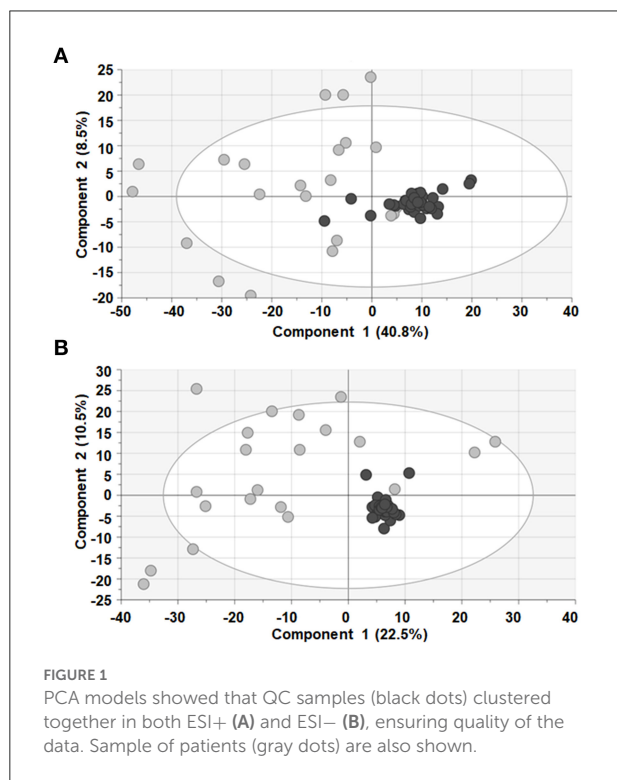 A
25
20
15
10
5
0
-5
-10
-15
-20
Component 2 (8.5%)
-50 -40 -30 -20 -10 0 10 20 30 40
Component 1 (40.8%)
B
30
25
20
15
10
5
0
-5
-10
-15
-20
-25
Component 2 (10.5%)
-40 -30 -20 -10 0 10 20 30 40
Component 1 (22.5%)
FIGURE 1
PCA models showed that QC samples (black dots) clustered
together in both ESI+ (A) and ESI− (B), ensuring quality of the
data. Sample of patients (gray dots) are also shown.